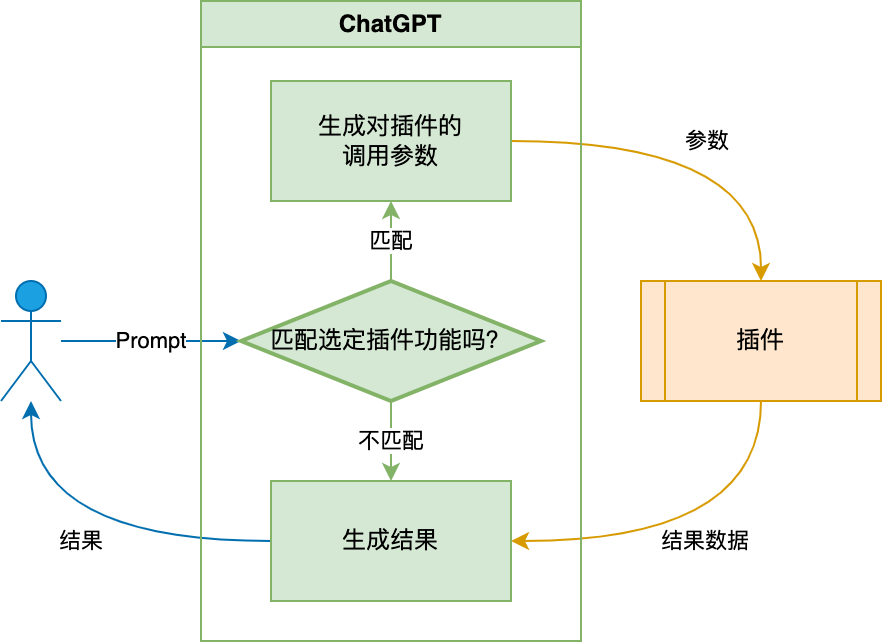 ChatGPT
生成对插件的
调用参数
参数
匹配
Prompt
匹配选定插件功能吗?
插件
不匹配
生成结果
结果
结果数据